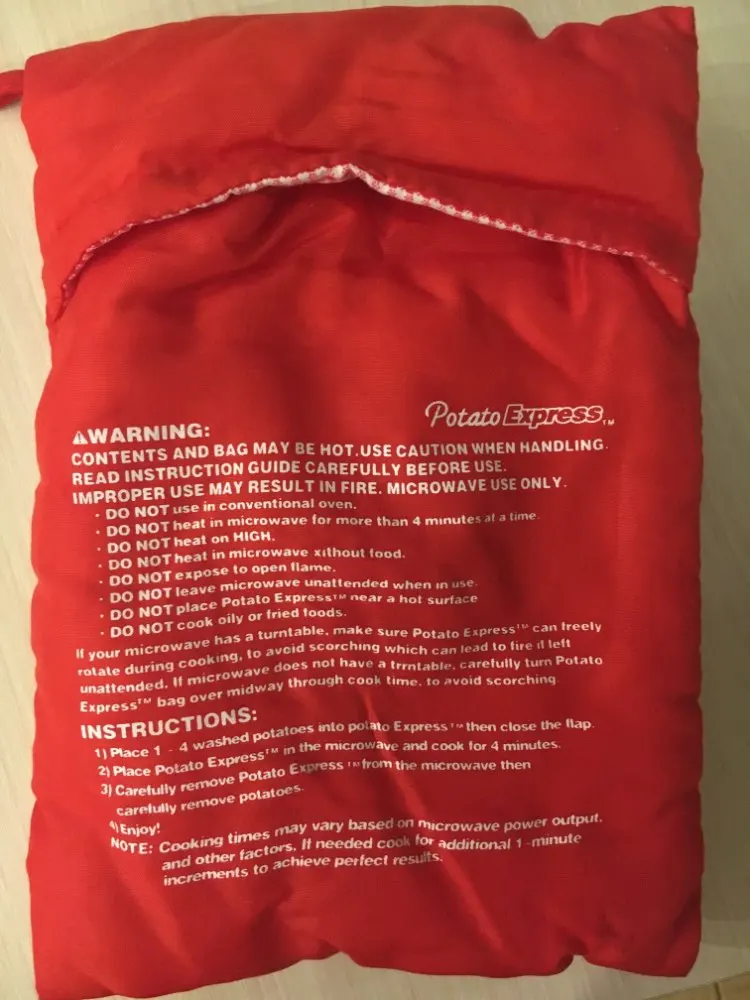 Potato Express™
⚠WARNING:
CONTENTS AND BAG MAY BE HOT.USE CAUTION WHEN HANDLING.
READ INSTRUCTION GUIDE CAREFULLY BEFORE USE.
IMPROPER USE MAY RESULT IN FIRE. MICROWAVE USE ONLY.
· DO NOT use in conventional oven.
· DO NOT heat in microwave for more than 4 minutes at a time.
· DO NOT heat on HIGH.
· DO NOT heat in microwave xithout food.
· DO NOT expose to open flame.
· DO NOT leave microwave unattended when in use.
· DO NOT place Potato Express™ near a hot surface
· DO NOT cook oily or fried foods.
If your microwave has a turntable, make sure Potato Express™ can freely
rotate during cooking, to avoid scorching which can lead to fire if left
unattended. If microwave does not have a trrntable, carefully turn Potato
Express™ bag over midway through cook time. to avoid scorching
INSTRUCTIONS:
1) Place 1 - 4 washed potatoes into potato Express™ then close the flap.
2) Place Potato Express™ in the microwave and cook for 4 minutes.
3) Carefully remove Potato Express™ from the microwave then
carefully remove potatoes.
4) Enjoy!
NOTE: Cooking times may vary based on microwave power output.
and other factors. If needed cook for additional 1-minute
increments to achieve perfect results.